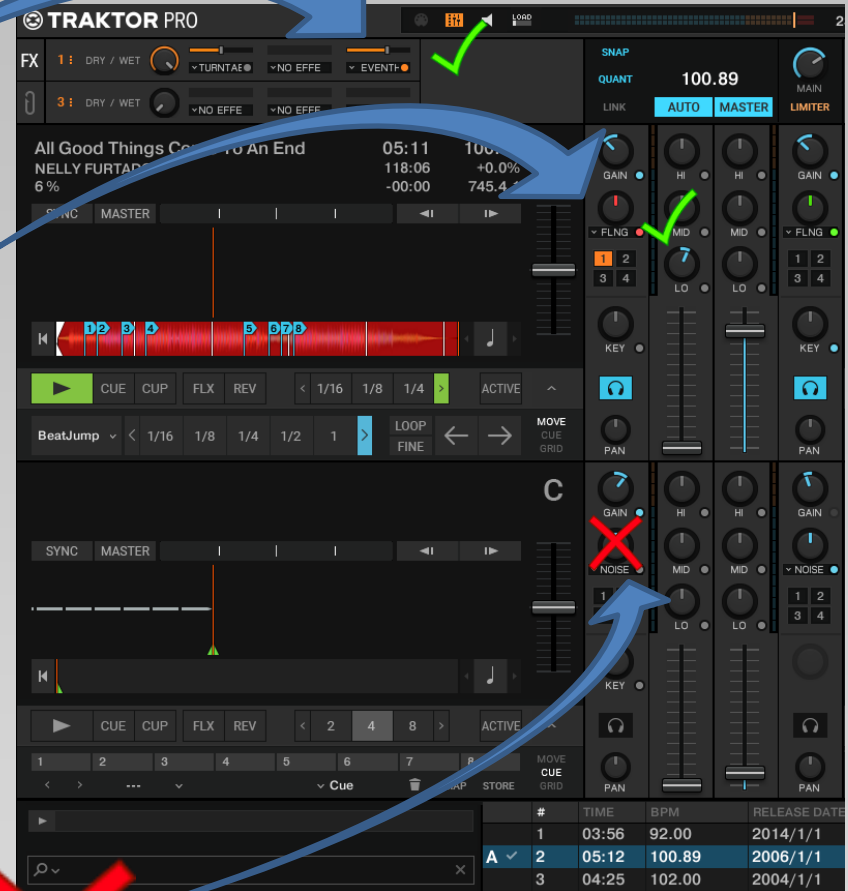 TRAKTOR PRO
LOAD
2
FX
1 DRY / WET
TURNTAE
NO EFFE
EVENTH
3 DRY / WET
NO EFFE
NO EFFE
SNAP
QUANT
LINK
100.89
AUTO
MASTER
MAIN
LIMITER
All Good Things To An End
05:11
NELLY
118:06
+0.0%
6 %
-00:00
745.4
SYNC
MASTER
1 2 3 4 5 6 7 8
CUE
CUP
FLX
REV
1/16
1/8
1/4
ACTIVE
BeatJump
1/16
1/8
1/4
1/2
1
LOOP
FINE
MOVE
CUE
GRID
GAIN
HI
HI
GAIN
FLNG
MID
MID
FLNG
1 2
3 4
LO
LO
1 2
3 4
KEY
KEY
PAN
PAN
C
SYNC
MASTER
CUE
CUP
FLX
REV
2
4
8
ACTIVE
1 2 3 4 5 6 7 8
---
Cue
STORE
MOVE
CUE
GRID
GAIN
HI
HI
GAIN
NOISE
MID
MID
NOISE
1
LO
LO
1 2
3 4
KEY
PAN
PAN
# TIME BPM RELEASE DATE
1 03:56 92.00 2014/1/1
A 2 05:12 100.89 2006/1/1
3 04:25 102.00 2004/1/1